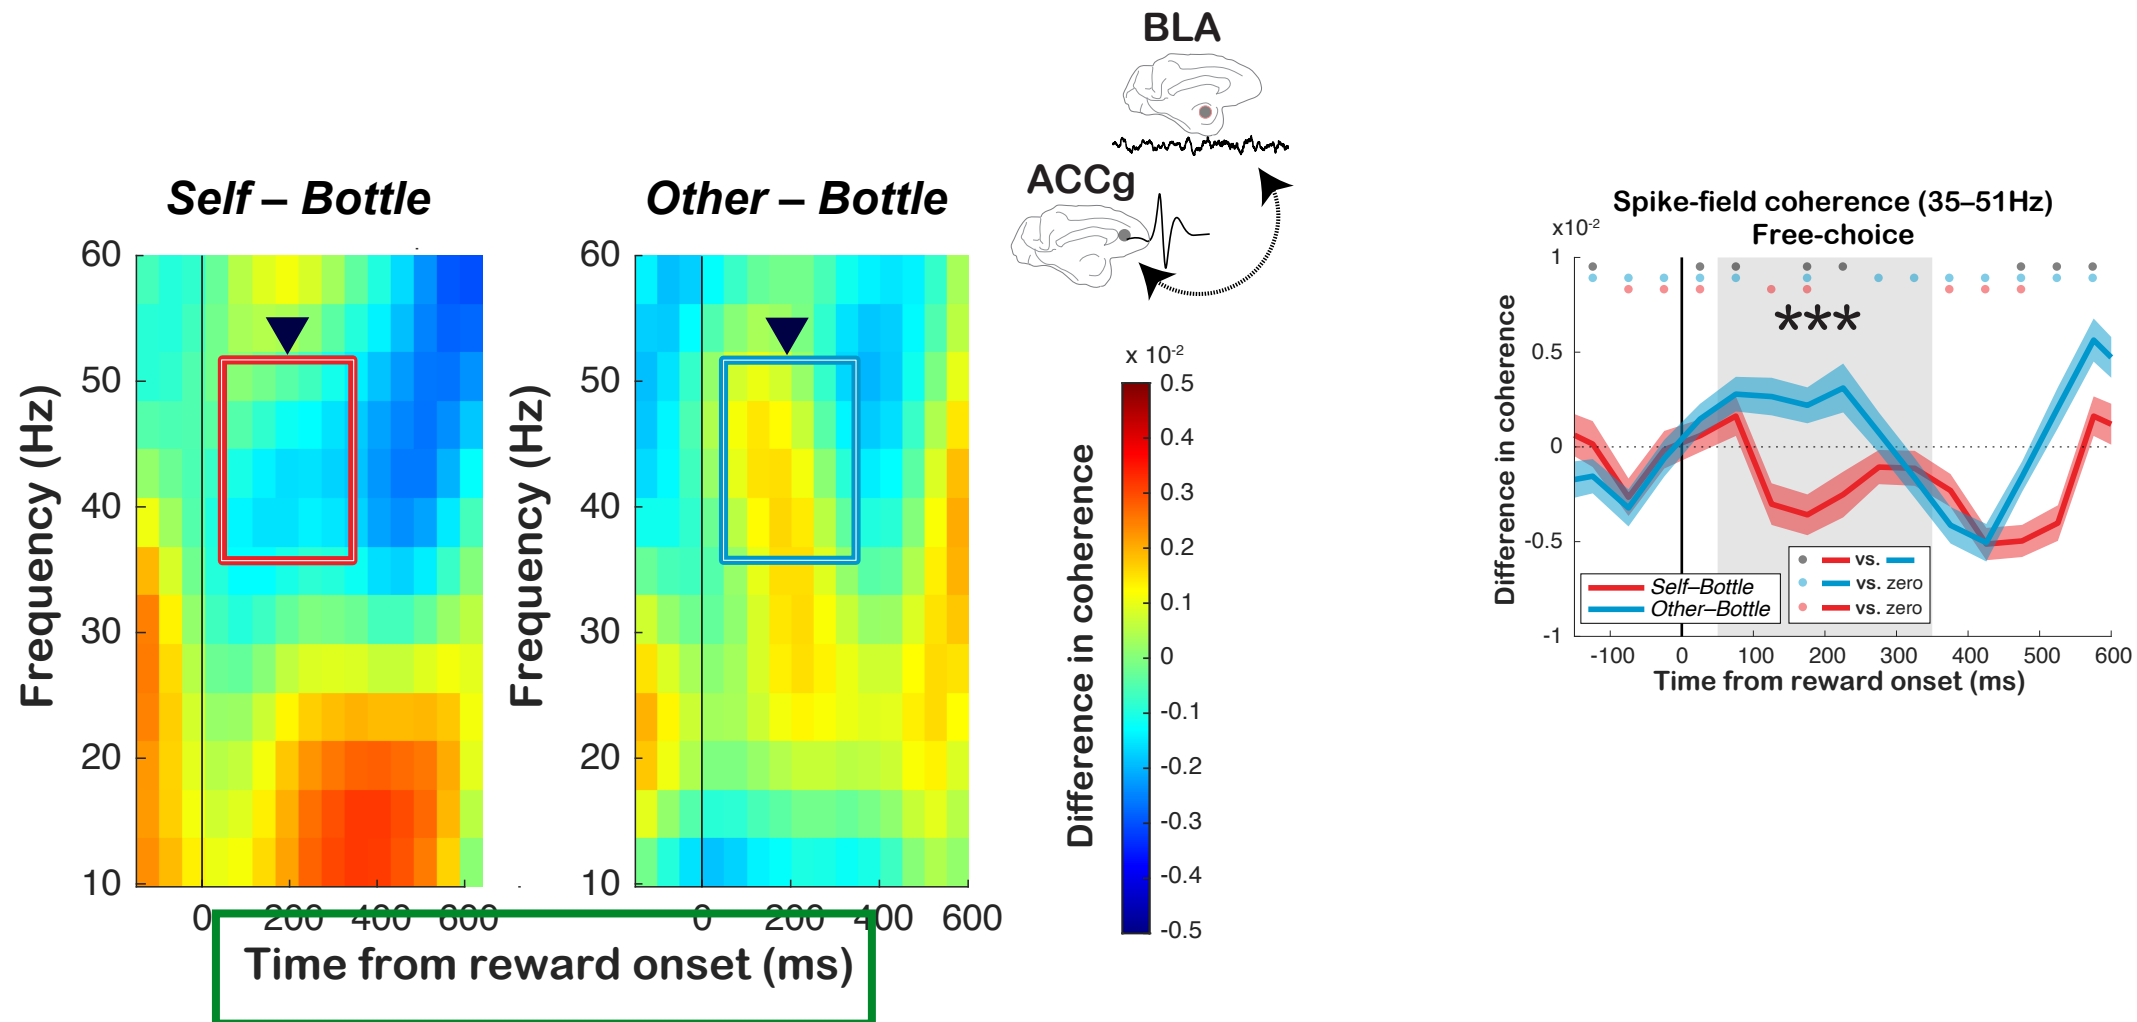 BLA
ACCg
Self – Bottle
Other – Bottle
Frequency (Hz)
60
50
40
30
20
10
0 200 400 600
Frequency (Hz)
60
50
40
30
20
10
0 200 400 600
Time from reward onset (ms)
Difference in coherence
x 10-2
0.5
0.4
0.3
0.2
0.1
0
-0.1
-0.2
-0.3
-0.4
-0.5
Spike-field coherence (35–51Hz)
Free-choice
x10-2
Difference in coherence
1
0.5
0
-0.5
-1
***
Self–Bottle
Other–Bottle
vs.
vs. zero
vs. zero
-100 0 100 200 300 400 500 600
Time from reward onset (ms)